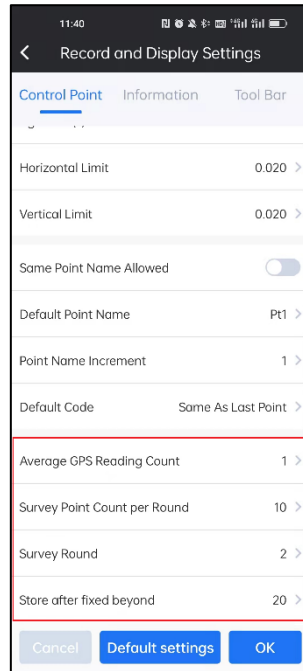 11:40
Record and Display Settings
Control Point Information Tool Bar
Horizontal Limit 0.020
Vertical Limit 0.020
Same Point Name Allowed
Default Point Name Pt1
Point Name Increment 1
Default Code Same As Last Point
Average GPS Reading Count 1
Survey Point Count per Round 10
Survey Round 2
Store after fixed beyond 20
Cancel Default settings OK